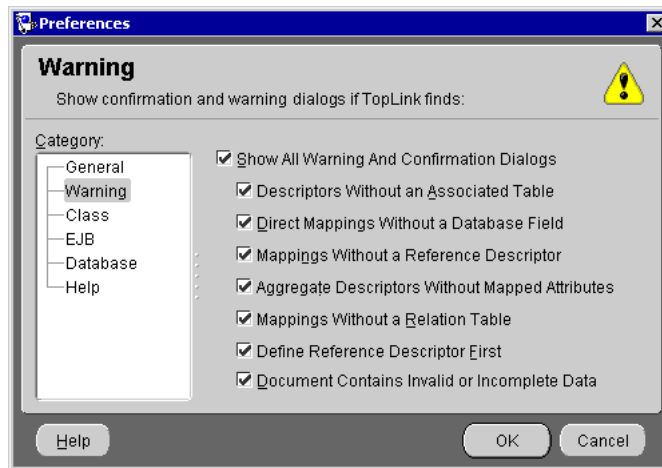 Preferences
Warning
Show confirmation and warning dialogs if TopLink finds:
Category:
General
Warning
Class
EJB
Database
Help
Show All Warning And Confirmation Dialogs
Descriptors Without an Associated Table
Direct Mappings Without a Database Field
Mappings Without a Reference Descriptor
Aggregate Descriptors Without Mapped Attributes
Mappings Without a Relation Table
Define Reference Descriptor First
Document Contains Invalid or Incomplete Data
Help
OK
Cancel